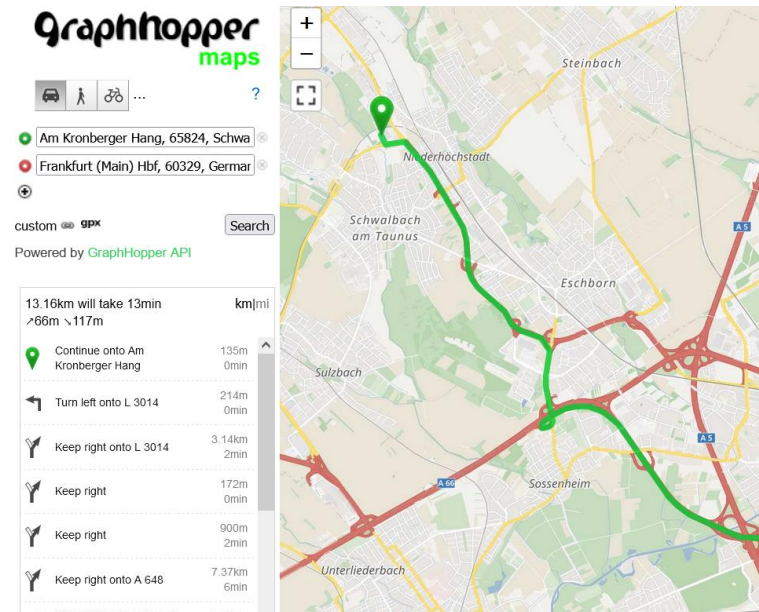 graphhopper
maps
...
?
Am Kronberger Hang, 65824, Schwa
Frankfurt (Main) Hbf, 60329, Germar
custom gpx
Search
Powered by GraphHopper API
13.16km will take 13min km|mi
↗66m ↘117m
Continue onto Am
Kronberger Hang
135m
0min
Turn left onto L 3014
214m
0min
Keep right onto L 3014
3.14km
2min
Keep right
172m
0min
Keep right
900m
2min
Keep right onto A 648
7.37km
6min
+
−
Steinbach
Niederhöchstadt
Schwalbach
am Taunus
A 5
Eschborn
Sulzbach
A 5
A 66
Sossenheim
Unterliederbach